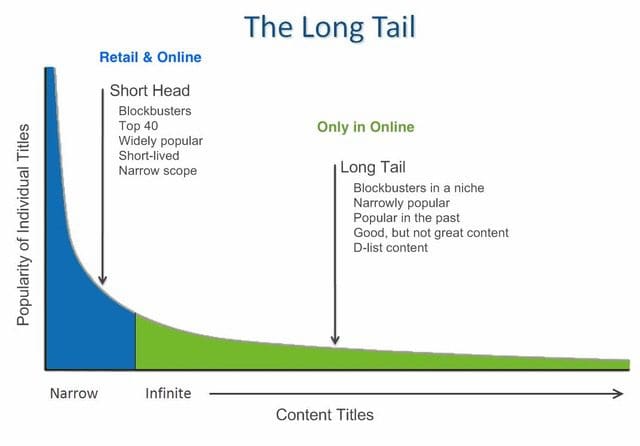 The Long Tail
Retail & Online
Short Head
Blockbusters
Top 40
Widely popular
Short-lived
Narrow scope
Only in Online
Long Tail
Blockbusters in a niche
Narrowly popular
Popular in the past
Good, but not great content
D-list content
Popularity of Individual Titles
Narrow
Infinite
Content Titles